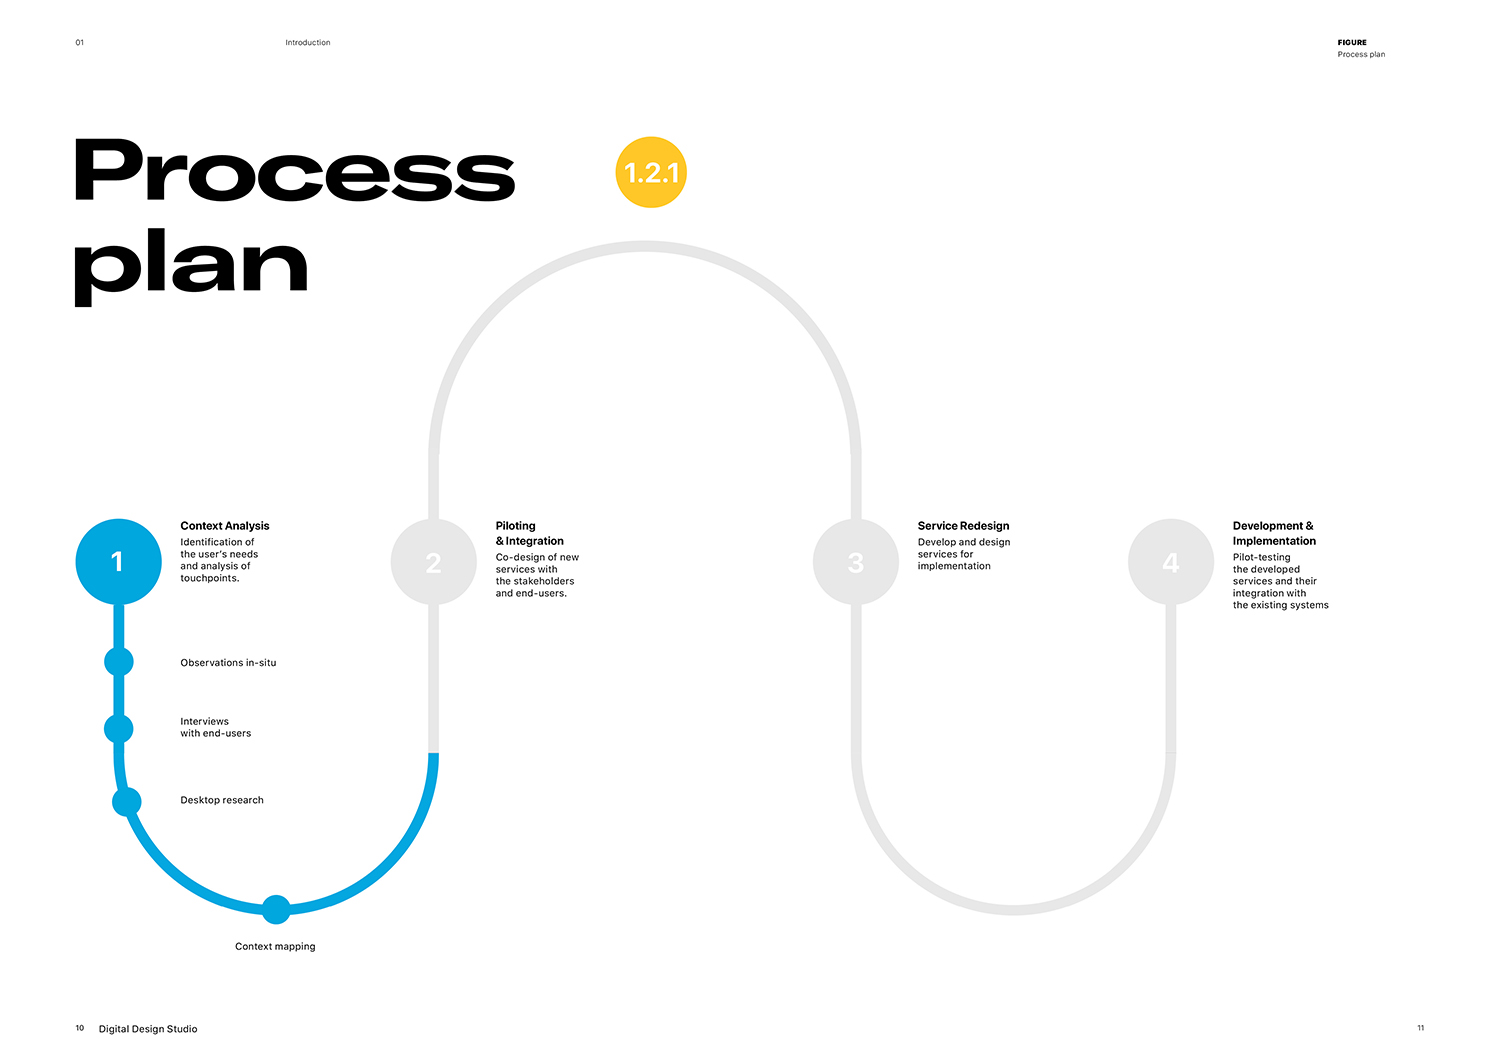 01
Introduction
FIGURE
Process plan
Process
plan
1.2.1
1
Context Analysis
Identification of
the user's needs
and analysis of
touchpoints.
Observations in-situ
Interviews
with end-users
Desktop research
Context mapping
2
Piloting
& Integration
Co-design of new
services with
the stakeholders
and end-users.
3
Service Redesign
Develop and design
services for
implementation
4
Development &
Implementation
Pilot-testing
the developed
services and their
integration with
the existing systems
10
Digital Design Studio
11